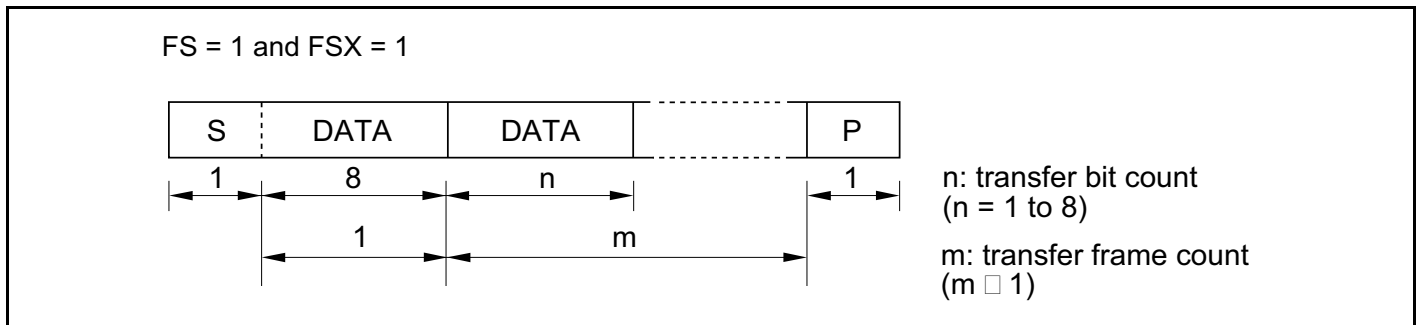 FS = 1 and FSX = 1
S DATA DATA P
1 8 n 1
1 m
n: transfer bit count
(n = 1 to 8)
m: transfer frame count
(m □ 1)